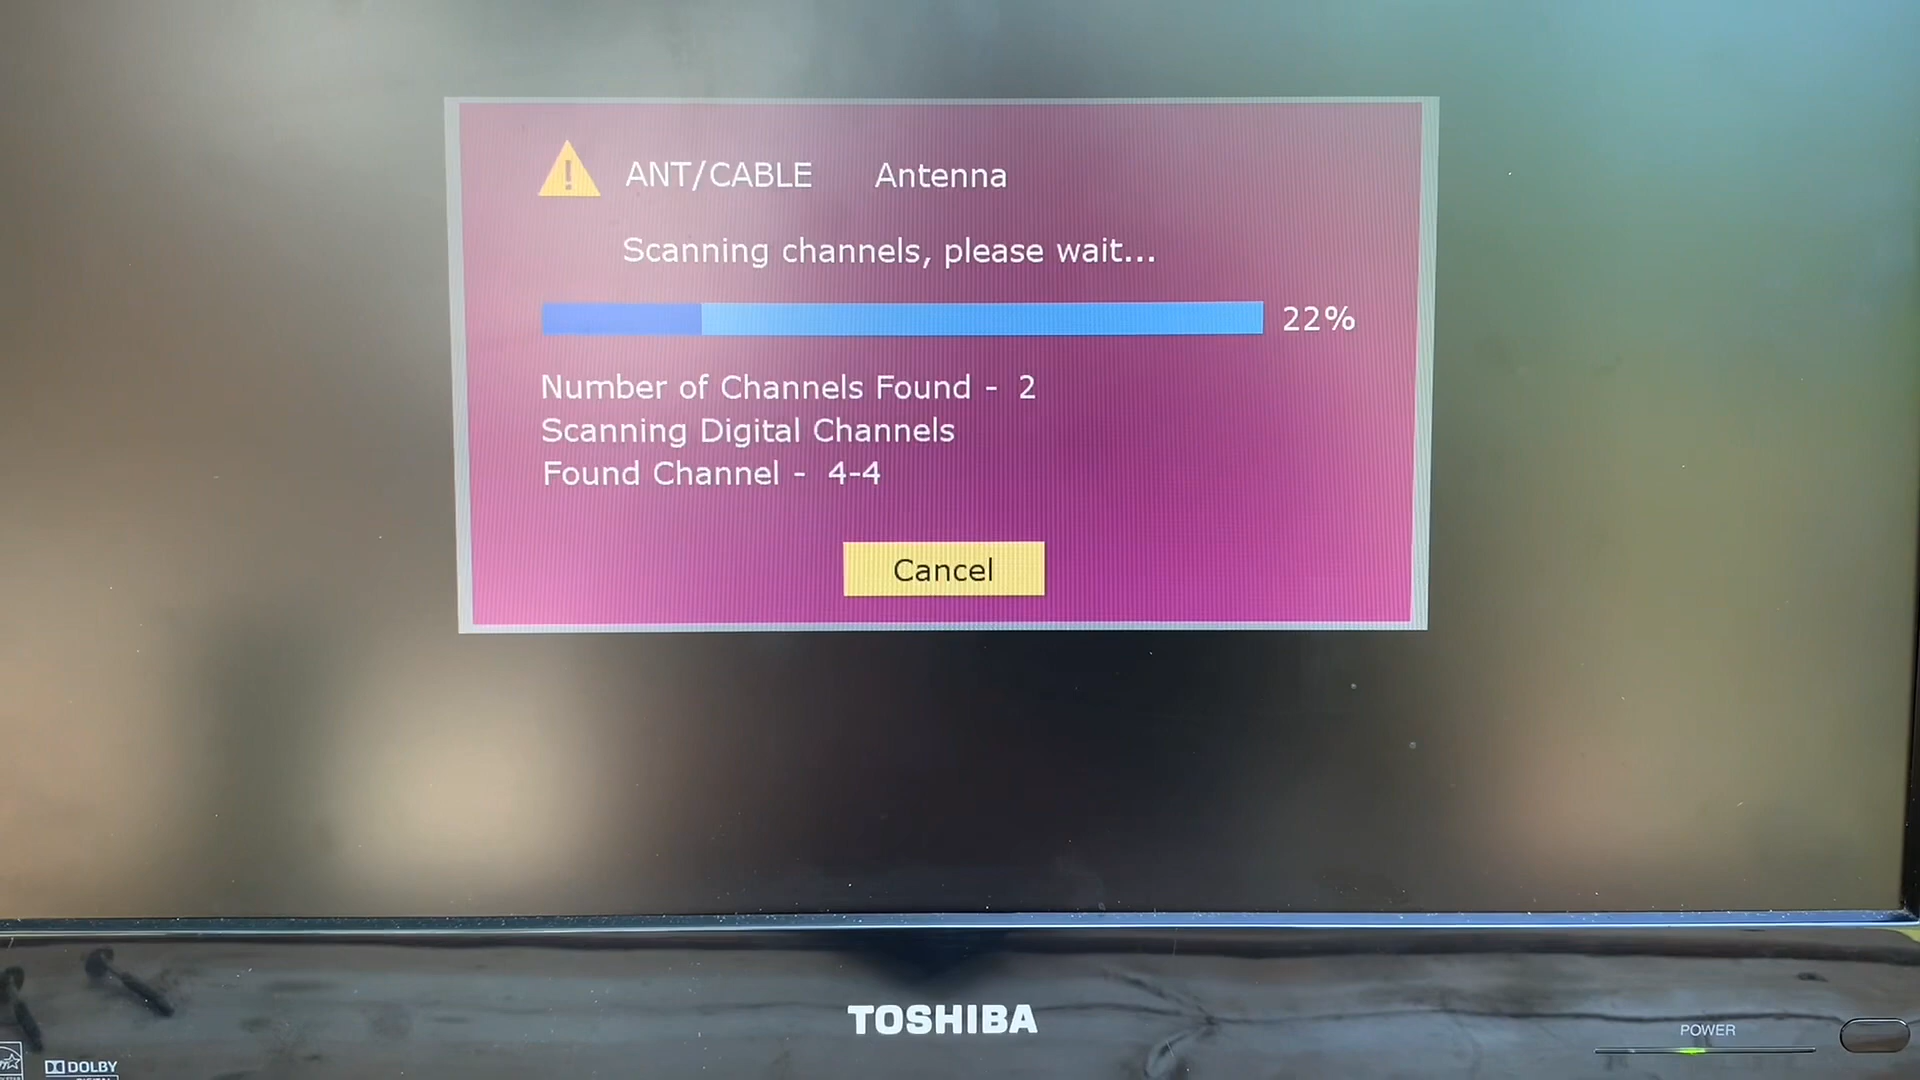 ANT/CABLE Antenna
Scanning channels, please wait...
22%
Number of Channels Found - 2
Scanning Digital Channels
Found Channel - 4-4
Cancel
TOSHIBA
POWER
DOLBY